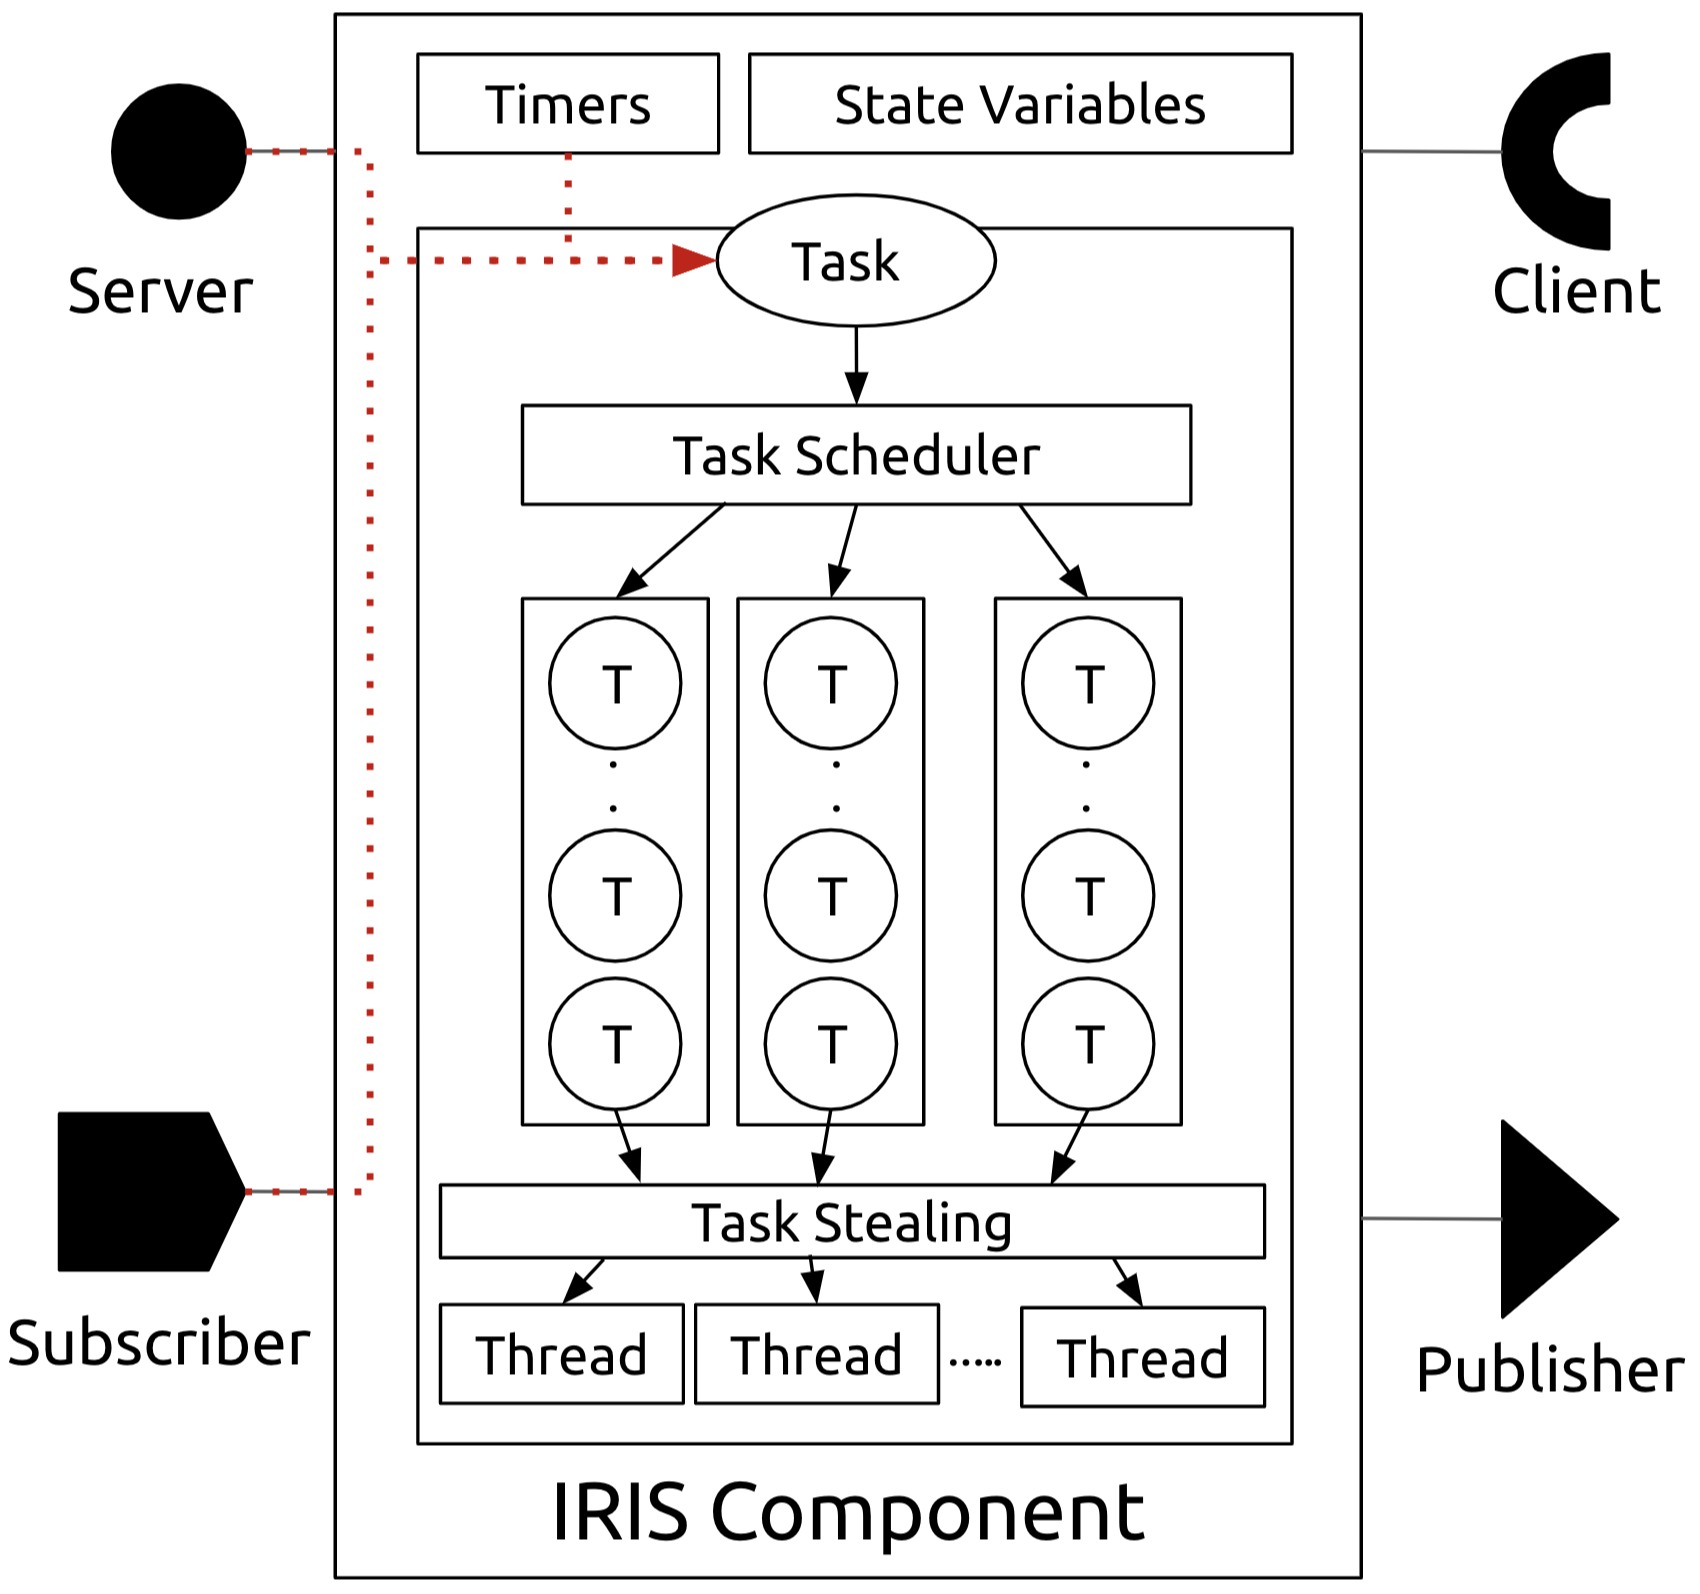 Timers
State Variables
Server
Task
Client
Task Scheduler
T
T
T
T
T
T
T
T
T
Task Stealing
Thread
Thread
.....
Thread
Subscriber
Publisher
IRIS Component